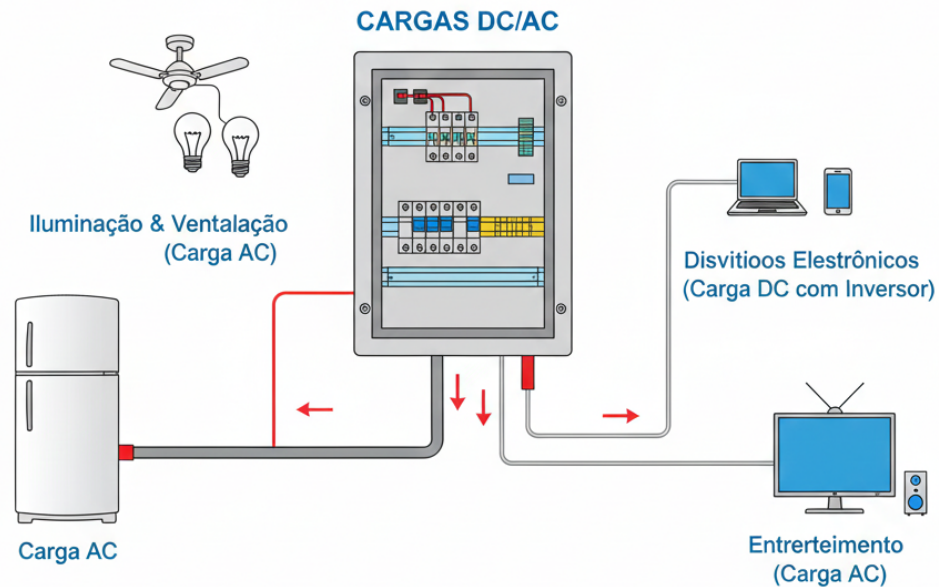 CARGAS DC/AC
Iluminação & Ventalação
(Carga AC)
Disvitioos Elestrônicos
(Carga DC com Inversor)
Carga AC
Entrerteimento
(Carga AC)